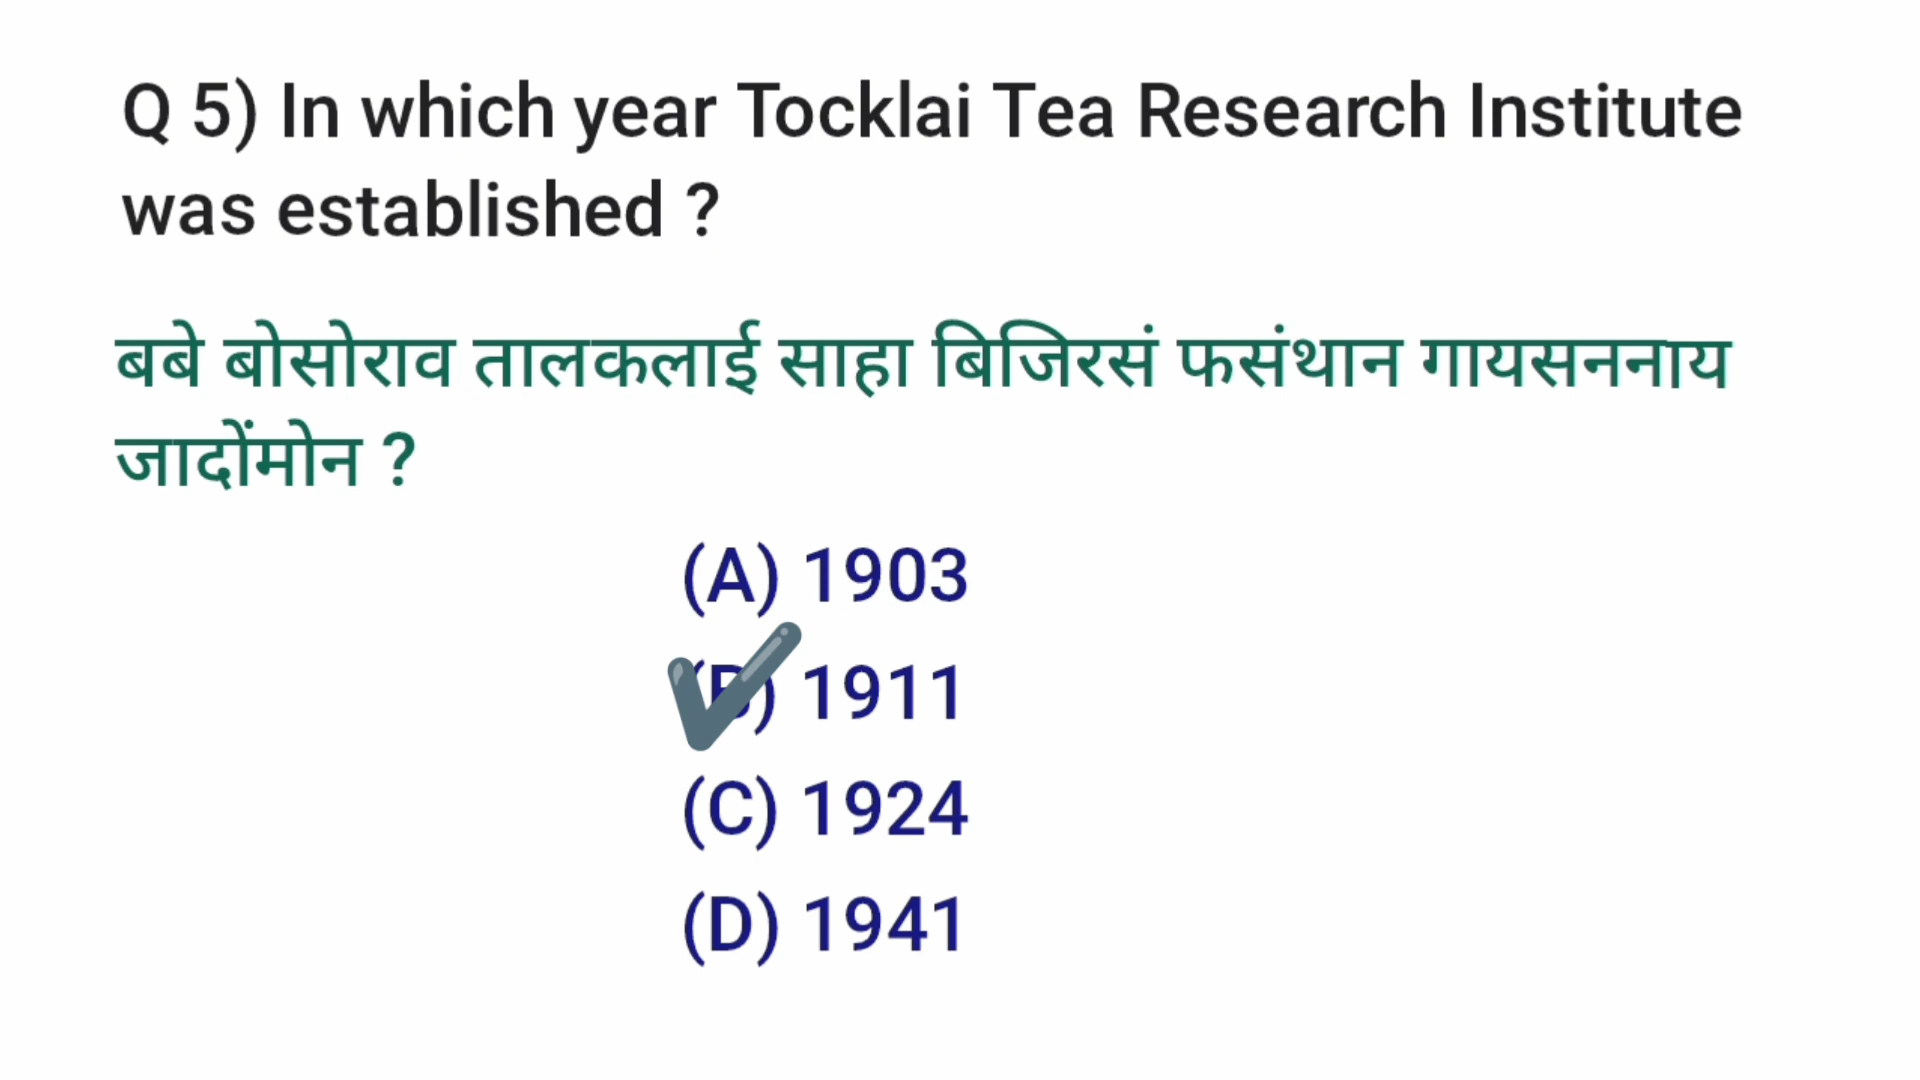 Q 5) In which year Tocklai Tea Research Institute
was established ?
बबे बोसोराव तालकलाई साहा बिजिरसं फसंथान गायसननाय
जादोंमोन ?
(A) 1903
(B) 1911
(C) 1924
(D) 1941